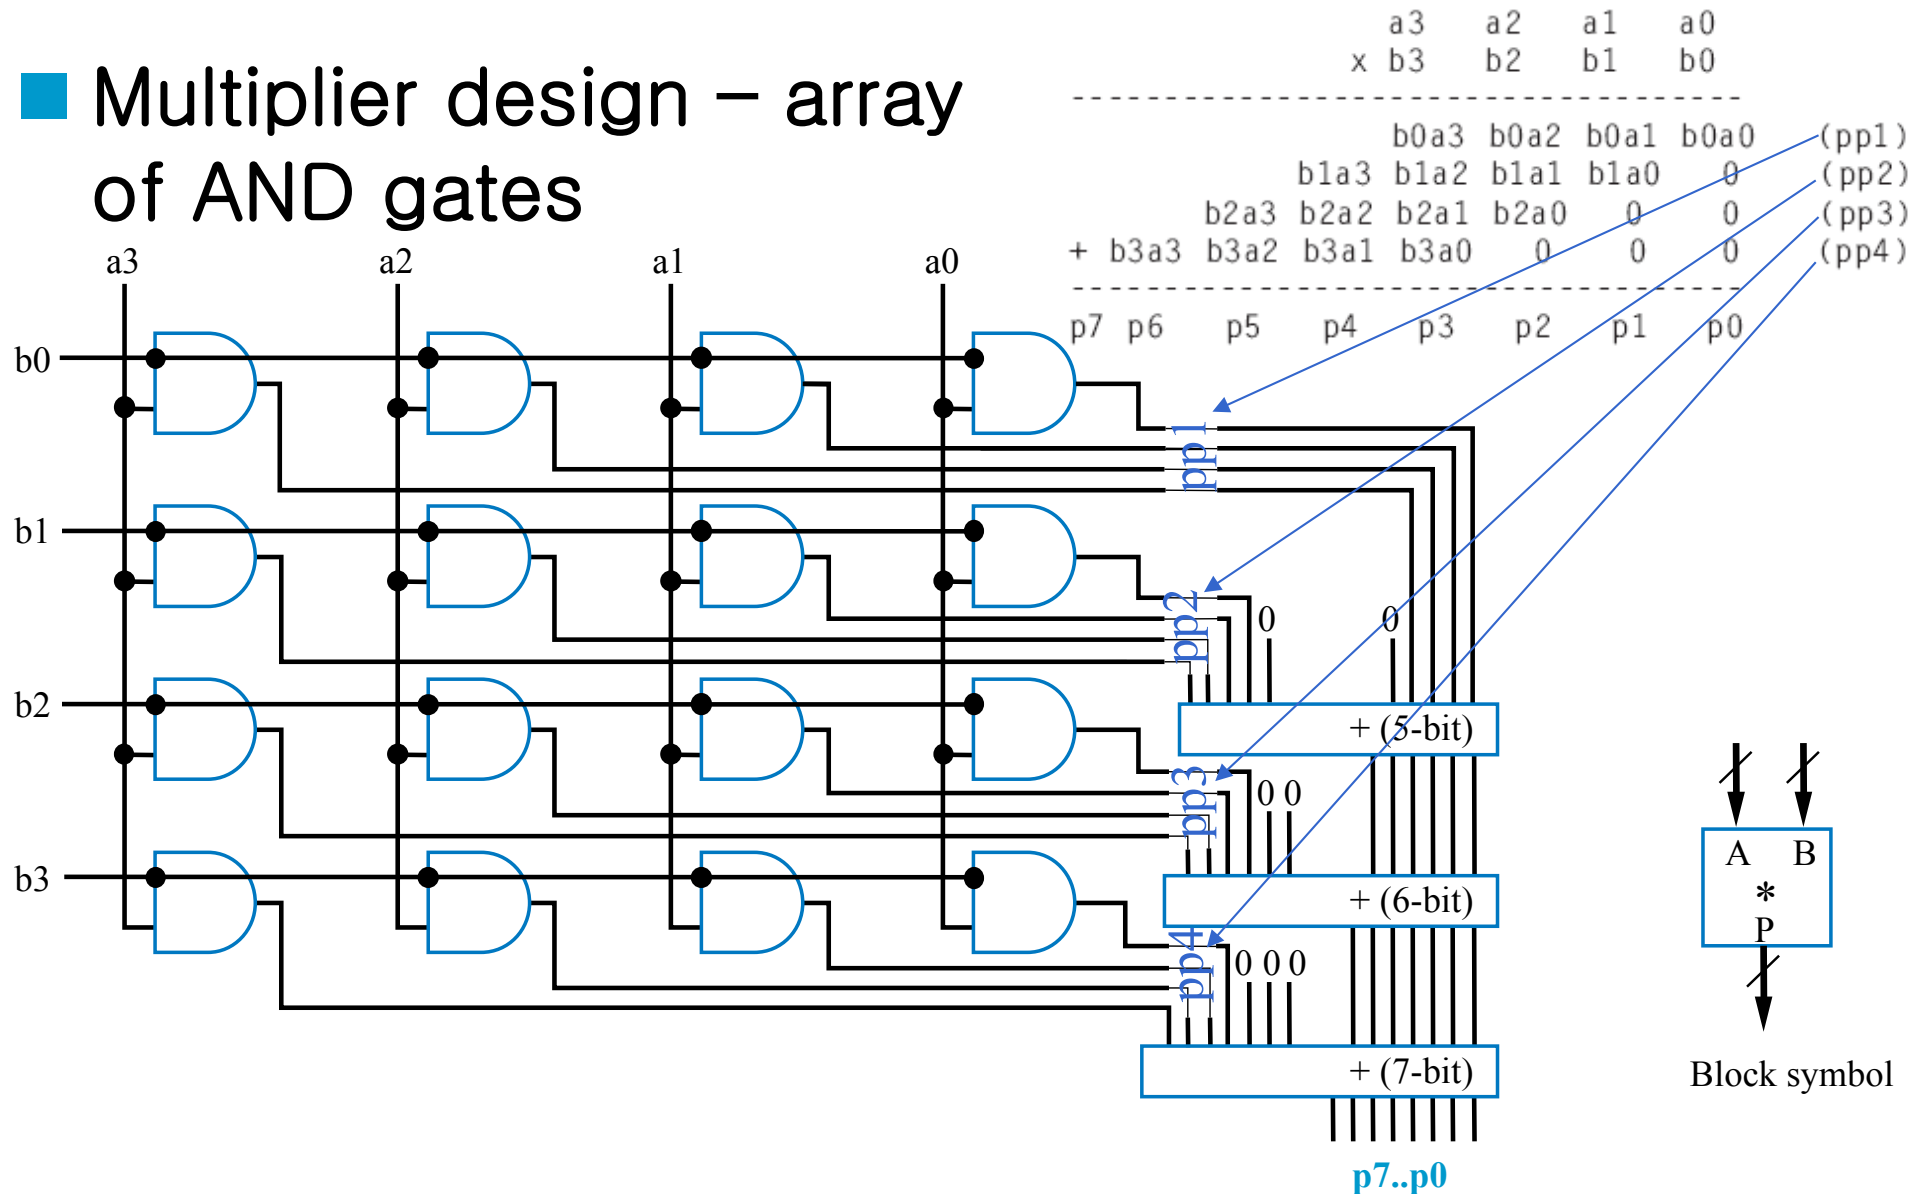 Multiplier design – array
of AND gates
a3 a2 a1 a0
x b3 b2 b1 b0
---------------------------------
b0a3 b0a2 b0a1 b0a0 (pp1)
b1a3 b1a2 b1a1 b1a0 0 (pp2)
b2a3 b2a2 b2a1 b2a0 0 0 (pp3)
+ b3a3 b3a2 b3a1 b3a0 0 0 0 (pp4)
---------------------------------
p7 p6 p5 p4 p3 p2 p1 p0
a3 a2 a1 a0
b0
pp1
b1
pp2
0 0
b2
+ (5-bit)
pp3
0 0
b3
+ (6-bit)
pp4
0 0 0
+ (7-bit)
p7..p0
A B
*
P
Block symbol